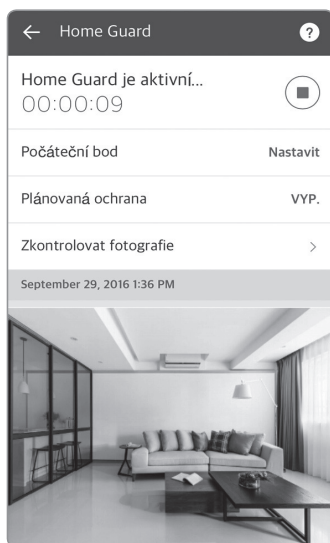 Home Guard
?
Home Guard je aktivní...
00:00:09
Počáteční bod Nastavit
Plánovaná ochrana VYP.
Zkontrolovat fotografie
September 29, 2016 1:36 PM